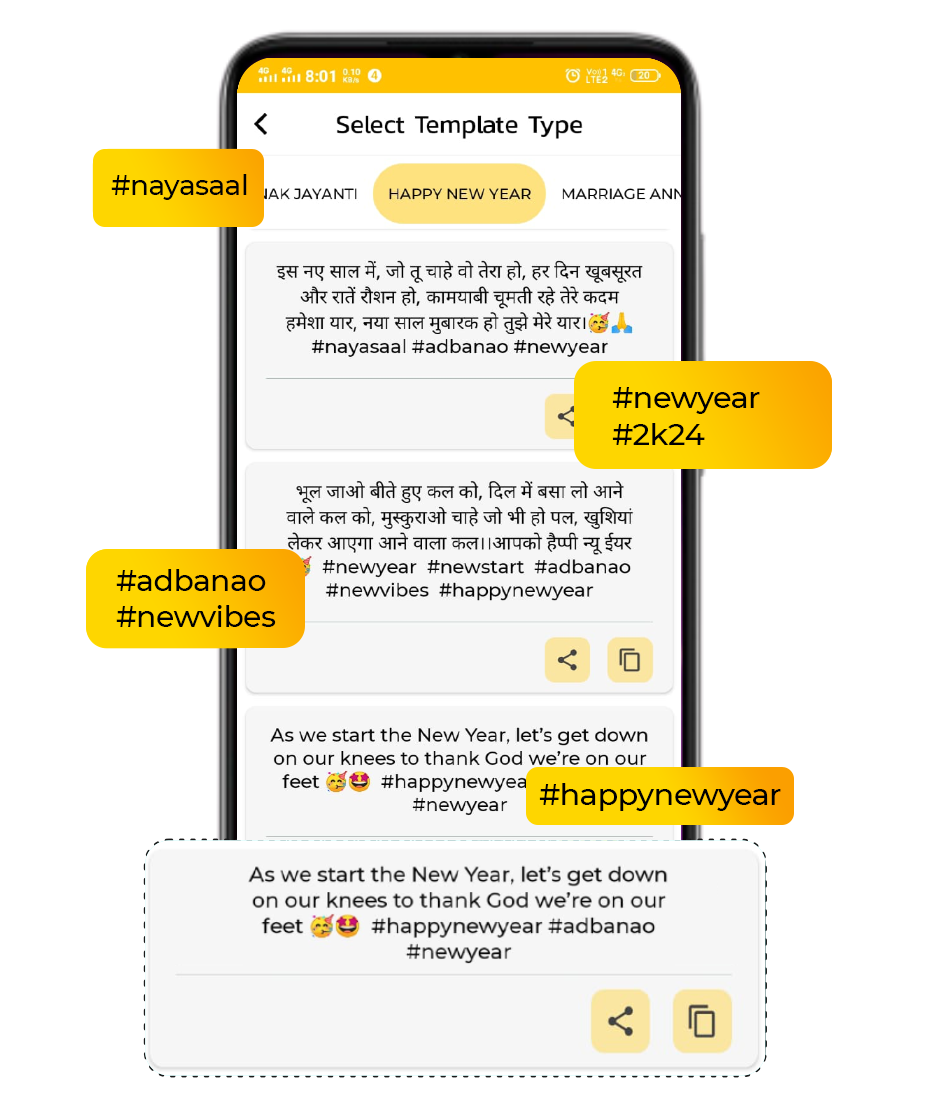 4G 4G 8:01 0.10 KB/s 4 Vo) 1 LTE2 4G 20
Select Template Type
#nayasaal
JAYANTI HAPPY NEW YEAR MARRIAGE
इस नए साल में, जो तू चाहे वो तेरा हो, हर दिन खूबसूरत
और रातें रौशन हो, कामयाबी चूमती रहे तेरे कदम
हमेशा यार, नया साल मुबारक हो तुझे मेरे यार।🥳🙏
#nayasaal #adbanao #newyear
#newyear
#2k24
भूल जाओ बीते हुए कल को, दिल में बसा लो आने
वाले कल को, मुस्कुराओ चाहे जो भी हो पल, खुशियां
लेकर आएगा आने वाला कल।।आपको हैप्पी न्यू ईयर
#newyear #newstart #adbanao
#newvibes #happynewyear
#adbanao
#newvibes
As we start the New Year, let's get down
on our knees to thank God we're on our
feet 🥳🤩 #happynewyea
#newyear
#happynewyear
As we start the New Year, let's get down
on our knees to thank God we're on our
feet 🥳🤩 #happynewyear #adbanao
#newyear